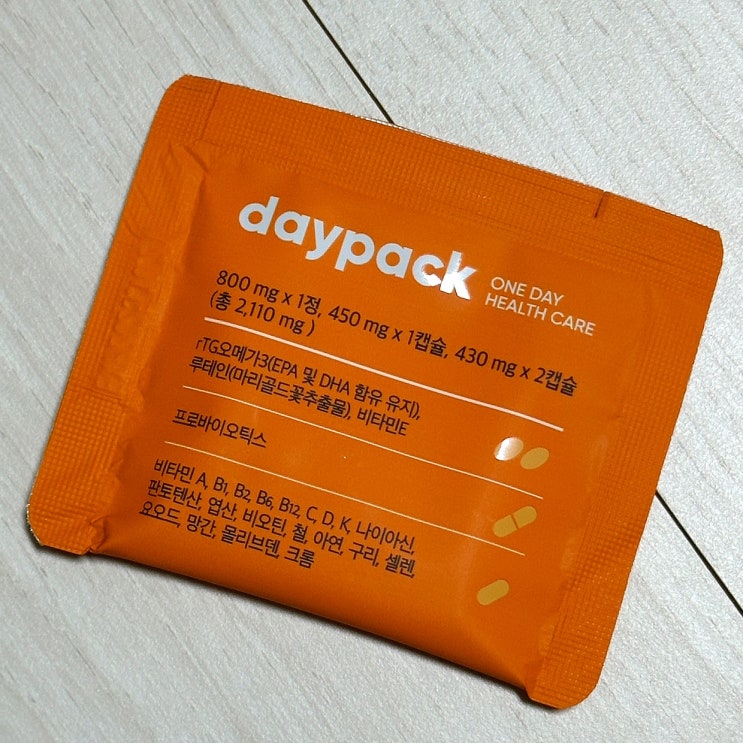 daypack
ONE DAY
HEALTH CARE
800 mg x 1정, 450 mg x 1캡슐, 430 mg x 2캡슐
(총 2,110 mg )
rTG오메가3(EPA 및 DHA 함유 유지),
루테인(마리골드꽃추출물), 비타민E
프로바이오틱스
비타민 A, B1, B2, B6, B12, C, D, K, 나이아신,
판토텐산, 엽산, 비오틴, 철, 아연, 구리, 셀렌,
요오드, 망간, 몰리브덴, 크롬